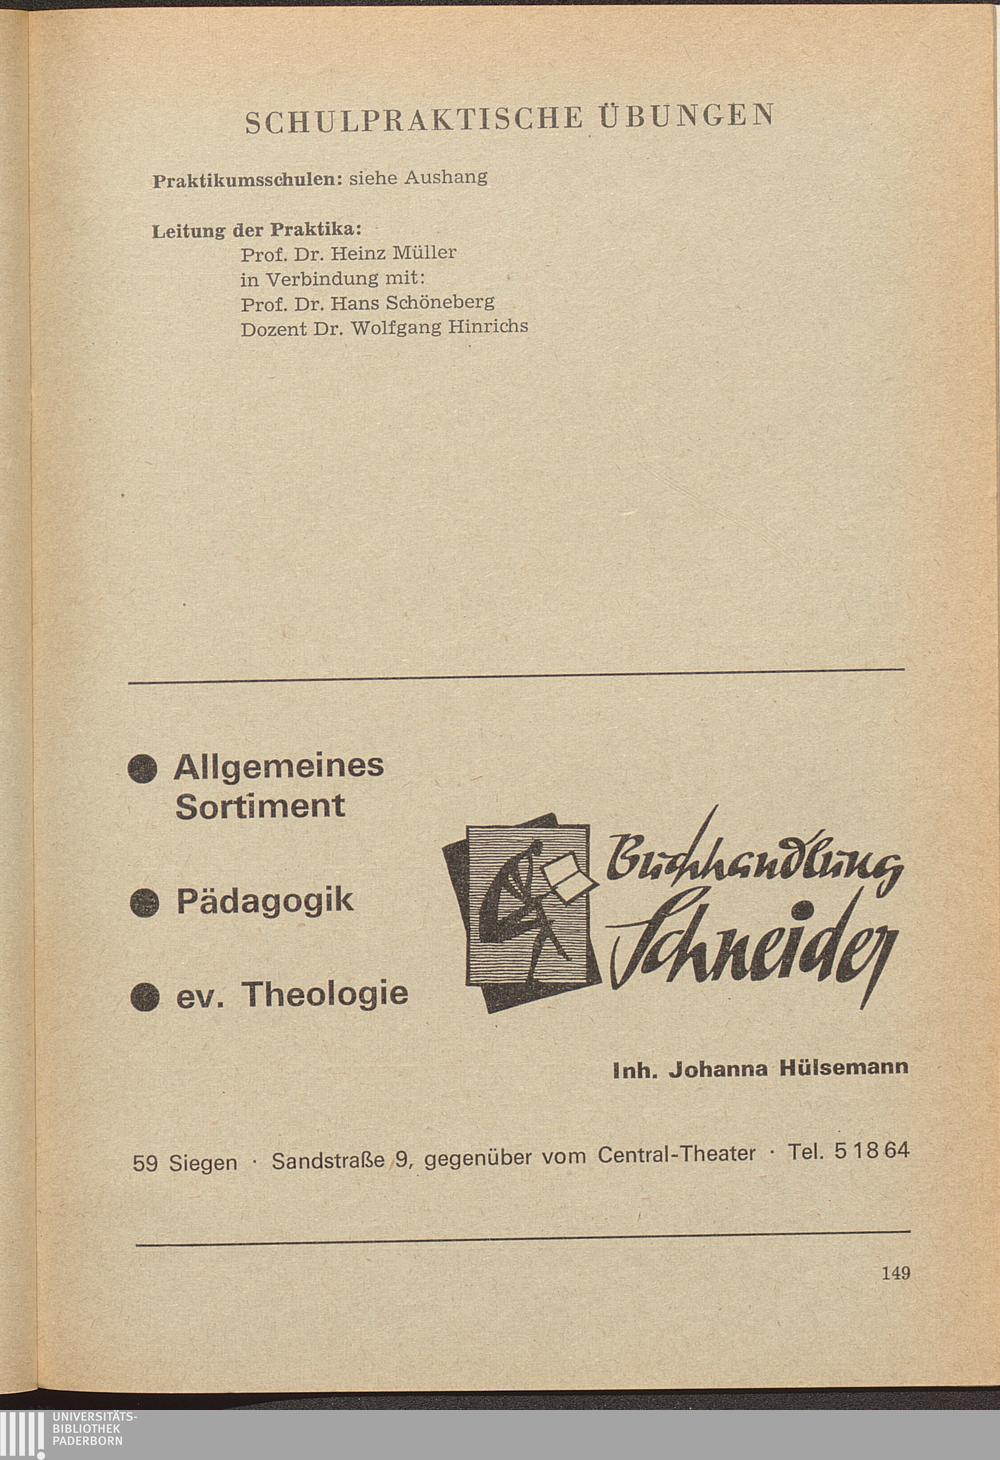 SCHULPRAKTISCHE ÜBUNGEN
Praktikumsschulen: siehe Aushang
Leitung der Praktika:
Prof. Dr. Heinz Müller
in Verbindung mit:
Prof. Dr. Hans Schöneberg
Dozent Dr. Wolfgang Hinrichs
● Allgemeines
Sortiment
● Pädagogik
● ev. Theologie
Buchhandlung
Schneider
Inh. Johanna Hülsemann
59 Siegen · Sandstraße 9, gegenüber vom Central-Theater · Tel. 5 18 64
149
UNIVERSITÄTS-
BIBLIOTHEK
PADERBORN